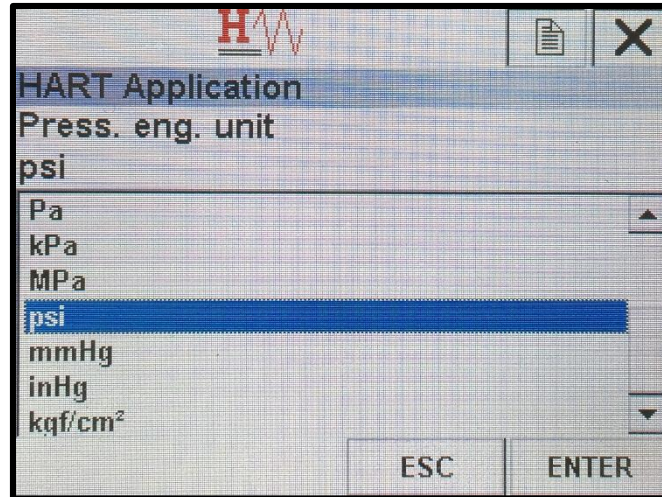 H
HART Application
Press. eng. unit
psi
Pa
kPa
MPa
psi
mmHg
inHg
kgf/cm²
ESC
ENTER